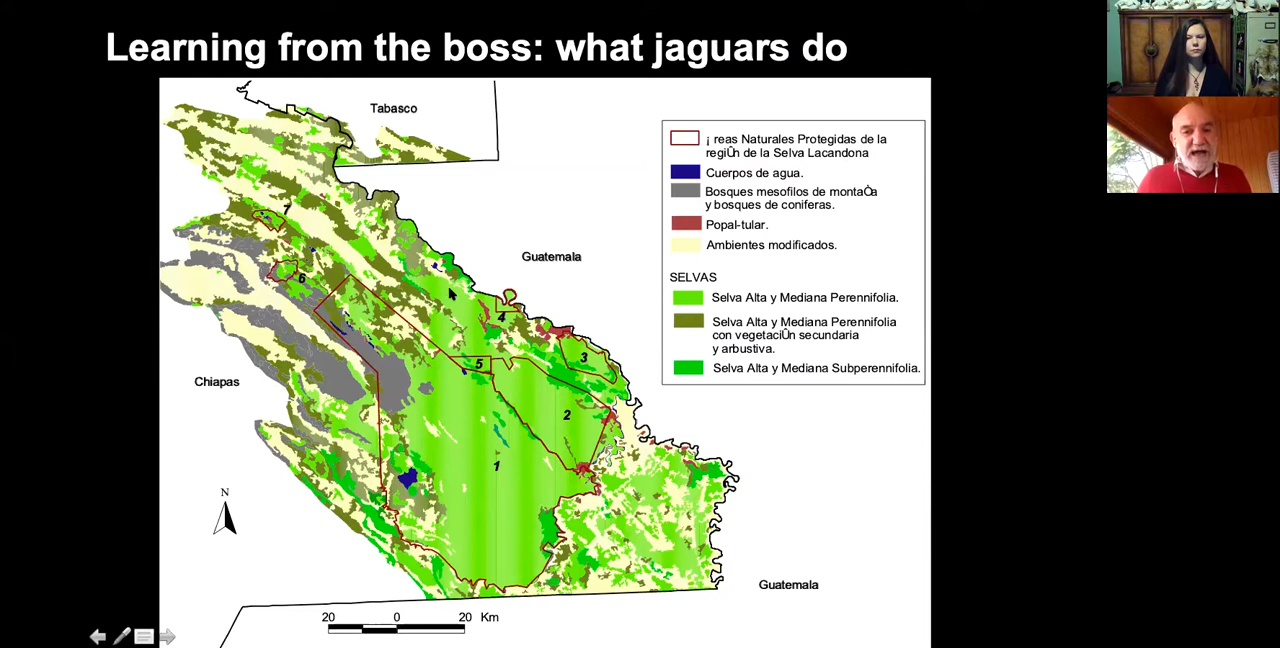 Learning from the boss: what jaguars do
Tabasco
Guatemala
Chiapas
Guatemala
7
6
4
3
5
2
1
N
20 0 20 Km
¡ reas Naturales Protegidas de la
regiÛn de la Selva Lacandona
Cuerpos de agua.
Bosques mesofilos de montaÒa
y bosques de coniferas.
Popal-tular.
Ambientes modificados.
SELVAS
Selva Alta y Mediana Perennifolia.
Selva Alta y Mediana Perennifolia
con vegetaciÛn secundaria
y arbustiva.
Selva Alta y Mediana Subperennifolia.